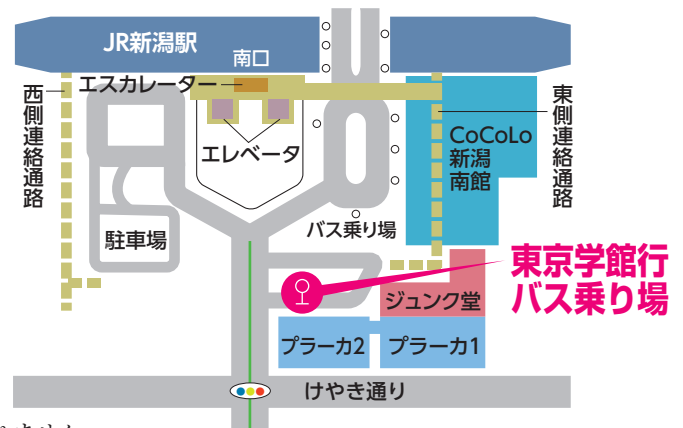 JR新潟駅
南口
エスカレーター
西側連絡通路
エレベータ
CoCoLo
新潟
南館
東側連絡通路
駐車場
バス乗り場
東京学館行
バス乗り場
ジュンク堂
プラーカ2
プラーカ1
けやき通り